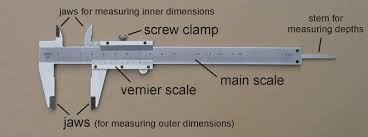 jaws for measuring inner dimensions
screw clamp
stem for
measuring depths
vernier scale
main scale
jaws (for measuring outer dimensions)